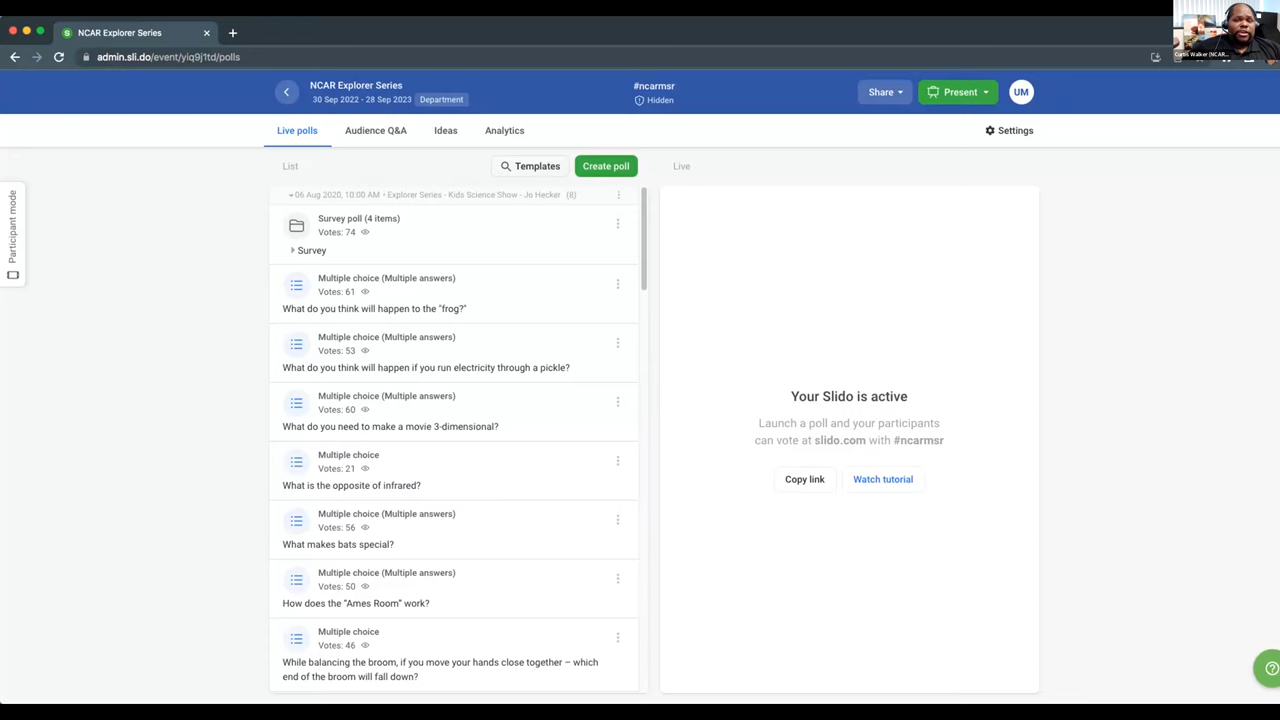 NCAR Explorer Series
admin.sli.do/event/yiq9j1td/polls
Curtis Walker (NCAR...
NCAR Explorer Series
30 Sep 2022 - 28 Sep 2023 Department
#ncarmsr
Hidden
Share
Present
UM
Live polls
Audience Q&A
Ideas
Analytics
Settings
Participant mode
List
Templates
Create poll
Live
06 Aug 2020, 10:00 AM • Explorer Series - Kids Science Show - Jo Hecker (8)
Survey poll (4 items)
Votes: 74
Survey
Multiple choice (Multiple answers)
Votes: 61
What do you think will happen to the "frog?"
Multiple choice (Multiple answers)
Votes: 53
What do you think will happen if you run electricity through a pickle?
Multiple choice (Multiple answers)
Votes: 60
What do you need to make a movie 3-dimensional?
Multiple choice
Votes: 21
What is the opposite of infrared?
Multiple choice (Multiple answers)
Votes: 56
What makes bats special?
Multiple choice (Multiple answers)
Votes: 50
How does the "Ames Room" work?
Multiple choice
Votes: 46
While balancing the broom, if you move your hands close together – which
end of the broom will fall down?
Your Slido is active
Launch a poll and your participants
can vote at slido.com with #ncarmsr
Copy link
Watch tutorial